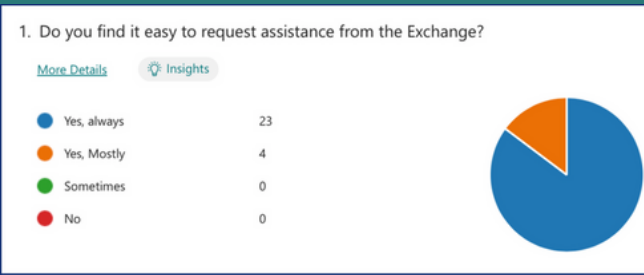 1. Do you find it easy to request assistance from the Exchange?
More Details Insights
Yes, always 23
Yes, Mostly 4
Sometimes 0
No 0